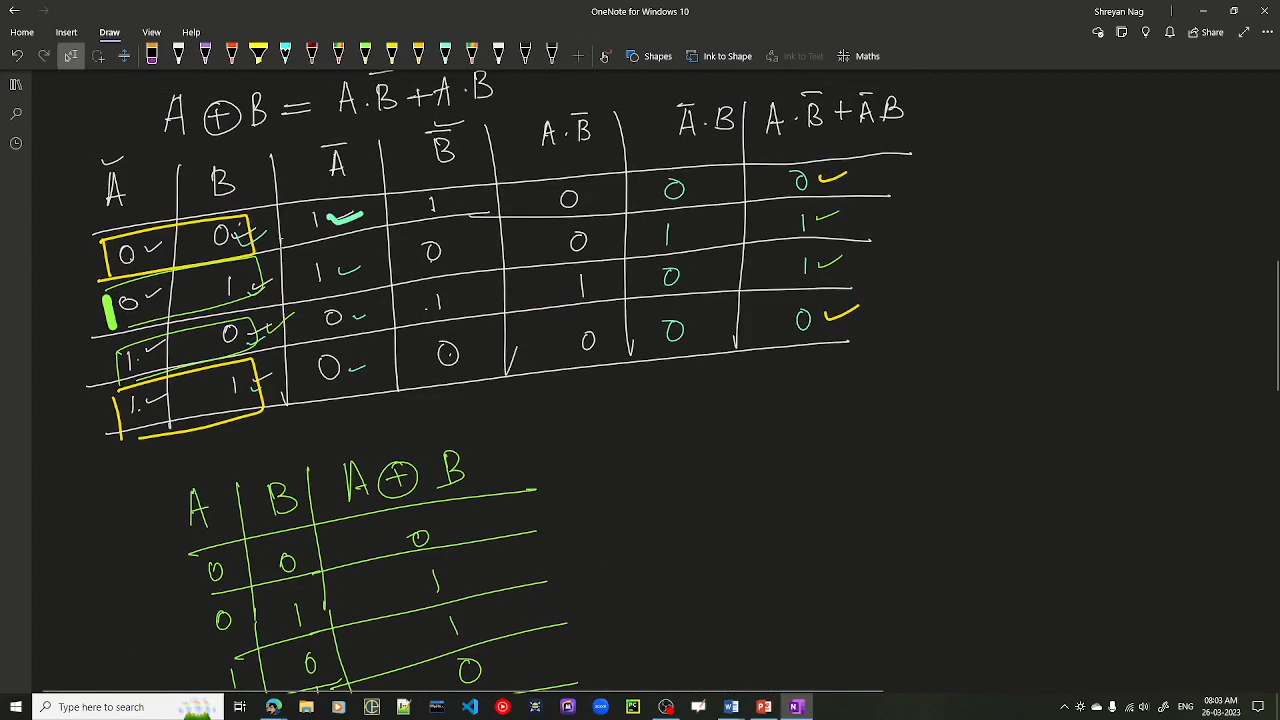 OneNote for Windows 10
Shreyan Nag
Home Insert Draw View Help
Share
Shapes Ink to Shape Ink to Text Maths
A ⊕ B = A·B̅ + A̅·B
A B A̅ B̅ A·B̅ A̅·B A·B̅ + A̅B
0 0 1 1 0 0 0
0 1 1 0 0 1 1
1 0 0 1 1 0 1
1 1 0 0 0 0 0
A B A ⊕ B
0 0 0
0 1 1
1 0 1
0
Type here to search
08:03 AM
26-03-2023